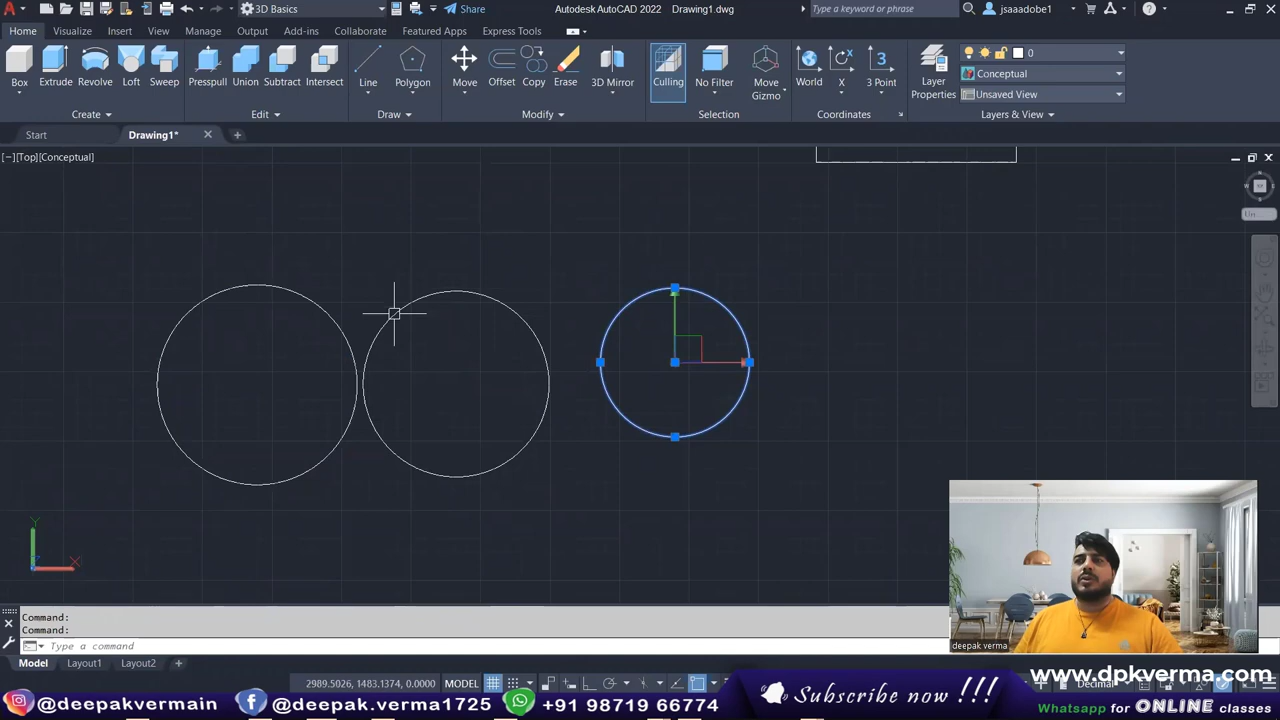 3D Basics
Share
Autodesk AutoCAD 2022 Drawing1.dwg
Type a keyword or phrase
jsaaadobe1
Home Visualize Insert View Manage Output Add-ins Collaborate Featured Apps Express Tools
Box Extrude Revolve Loft Sweep Presspull Union Subtract Intersect Line Polygon Move Offset Copy Erase 3D Mirror Culling No Filter Move Gizmo World X 3 Point Layer Properties
0
Conceptual
Unsaved View
Create Edit Draw Modify Selection Coordinates Layers & View
Start Drawing1*
[−][Top][Conceptual]
W
Un...
Y
X
Command:
Command:
Type a command
deepak verma
Model Layout1 Layout2
2989.5026, 1483.1374, 0.0000 MODEL
Decimal
www.dpkverma.com
@deepakvermain @deepak.verma1725 +91 98719 66774
Subscribe now !!!
Whatsapp for ONLINE classes